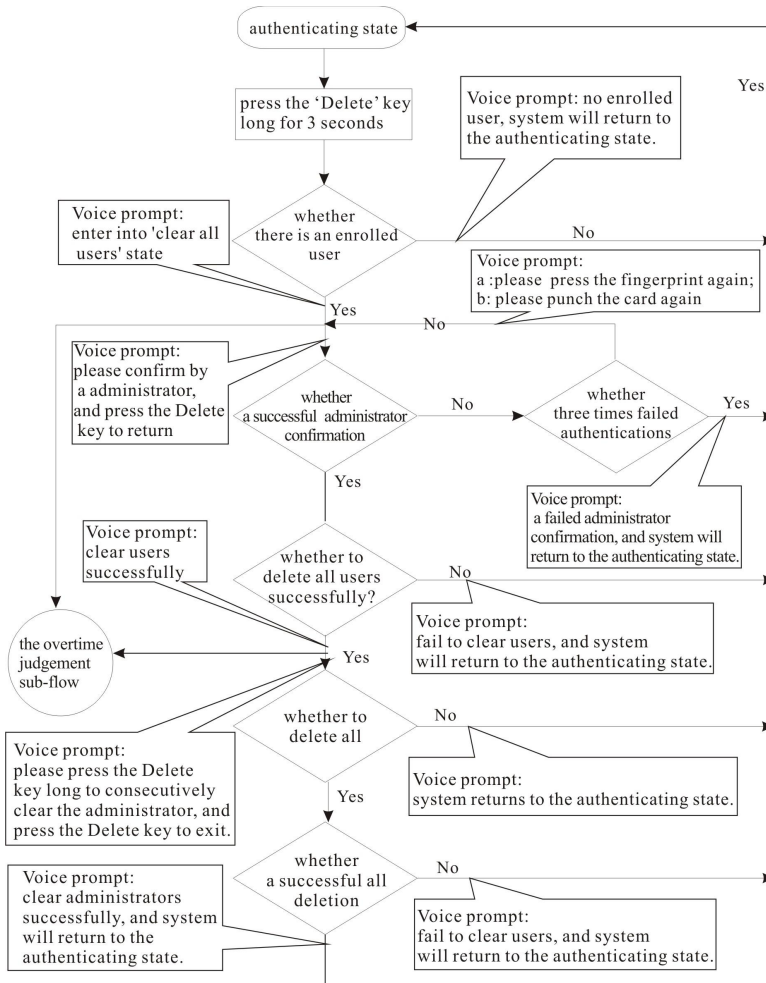 authenticating state
Yes
press the ‘Delete’ key
long for 3 seconds
Voice prompt: no enrolled
user, system will return to
the authenticating state.
Voice prompt:
enter into 'clear all
users' state
whether
there is an enrolled
user
No
Voice prompt:
a :please press the fingerprint again;
b: please punch the card again
Yes
No
Voice prompt:
please confirm by
a administrator,
and press the Delete
key to return
whether
a successful administrator
confirmation
No
whether
three times failed
authentications
Yes
Yes
Voice prompt:
a failed administrator
confirmation, and system will
return to the authenticating state.
Voice prompt:
clear users
successfully
whether to
delete all users
successfully?
No
Voice prompt:
fail to clear users, and system
will return to the authenticating state.
the overtime
judgement
sub-flow
Yes
whether to
delete all
No
Voice prompt:
please press the Delete
key long to consecutively
clear the administrator, and
press the Delete key to exit.
Voice prompt:
system returns to the authenticating state.
Yes
whether
a successful all
deletion
No
Voice prompt:
clear administrators
successfully, and system
will return to the
authenticating state.
Voice prompt:
fail to clear users, and system
will return to the authenticating state.